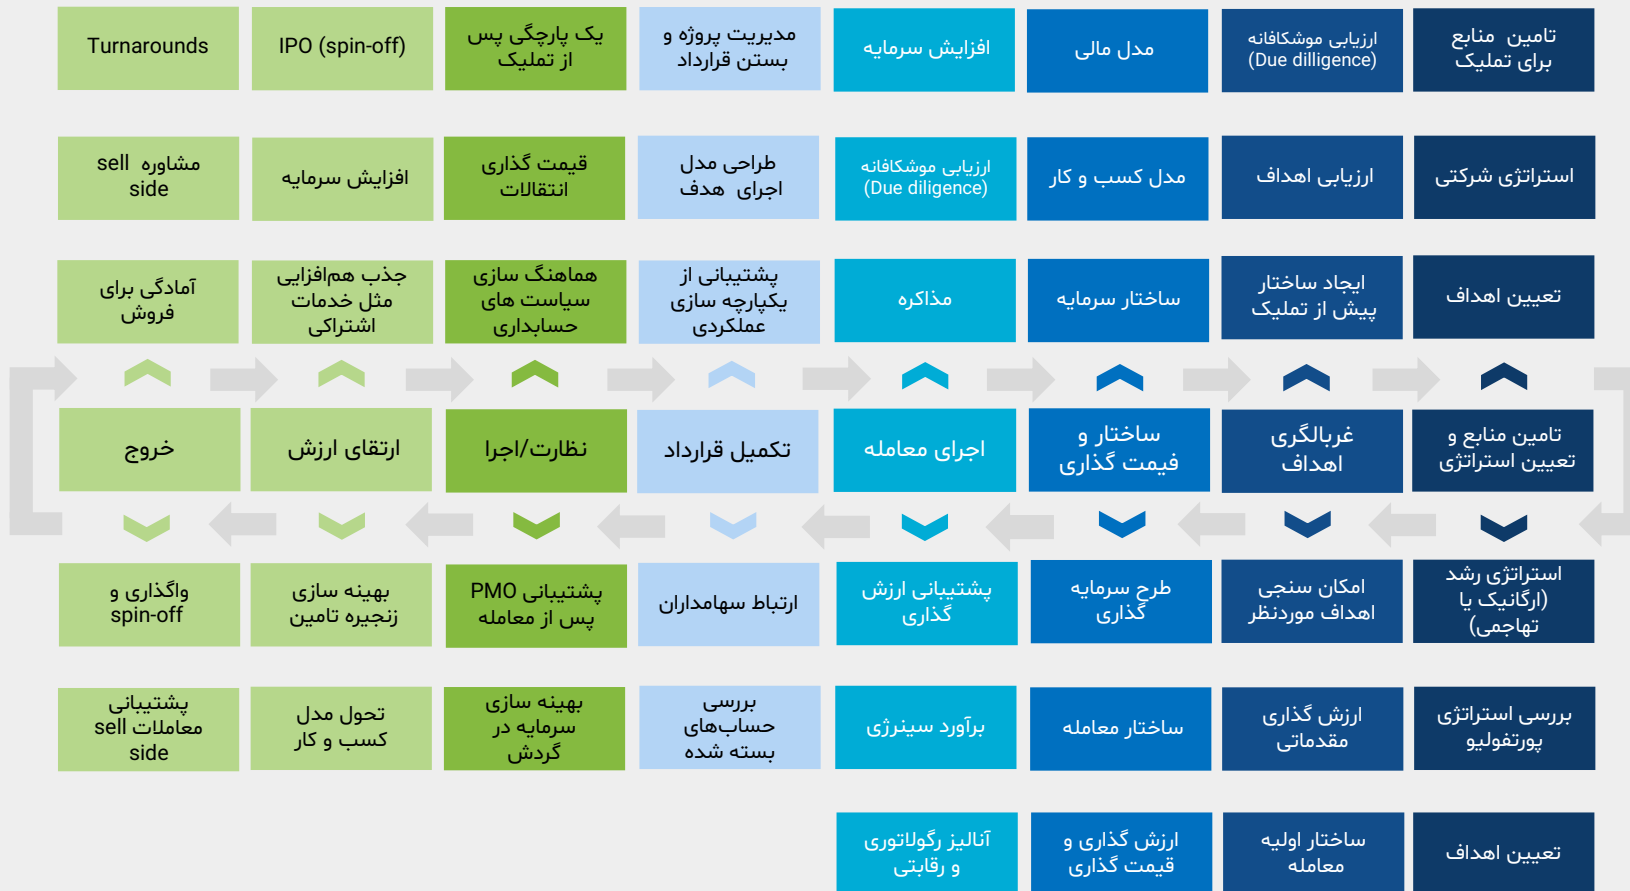 تامین منابع
برای تملیک
ارزیابی موشکافانه
(Due dilligence)
مدل مالی
افزایش سرمایه
مدیریت پروژه و
بستن قرارداد
یک پارچگی پس
از تملیک
IPO (spin-off)
Turnarounds
استراتژی شرکتی
ارزیابی اهداف
مدل کسب و کار
ارزیابی موشکافانه
(Due diligence)
طراحی مدل
اجرای هدف
قیمت گذاری
انتقالات
افزایش سرمایه
مشاوره sell
side
تعیین اهداف
ایجاد ساختار
پیش از تملیک
ساختار سرمایه
مذاکره
پشتیبانی از
یکپارچه سازی
عملکردی
هماهنگ سازی
سیاست های
حسابداری
جذب هم‌افزایی
مثل خدمات
اشتراکی
آمادگی برای
فروش
تامین منابع و
تعیین استراتژی
غربالگری
اهداف
ساختار و
فیمت گذاری
اجرای معامله
تکمیل قرارداد
نظارت/اجرا
ارتقای ارزش
خروج
استراتژی رشد
(ارگانیک یا
تهاجمی)
امکان سنجی
اهداف موردنظر
طرح سرمایه
گذاری
پشتیبانی ارزش
گذاری
ارتباط سهامداران
پشتیبانی PMO
پس از معامله
بهینه سازی
زنجیره تامین
واگذاری و
spin-off
بررسی استراتژی
پورتفولیو
ارزش گذاری
مقدماتی
ساختار معامله
برآورد سینرژی
بررسی
حساب‌های
بسته شده
بهینه سازی
سرمایه در
گردش
تحول مدل
کسب و کار
پشتیبانی
معاملات sell
side
تعیین اهداف
ساختار اولیه
معامله
ارزش گذاری و
قیمت گذاری
آنالیز رگولاتوری
و رقابتی